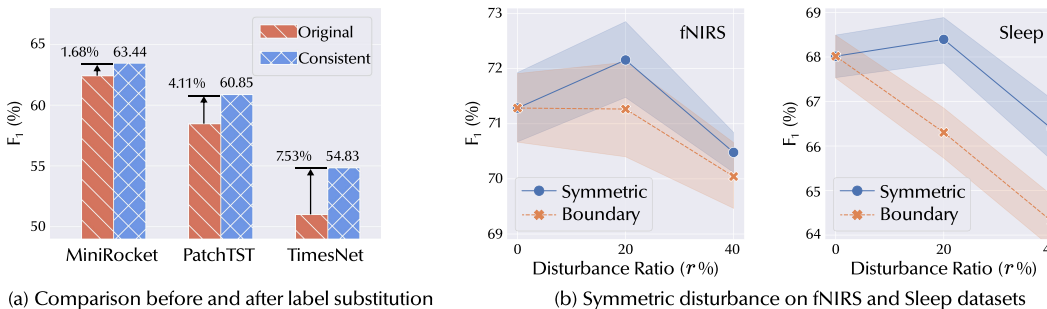 65
60
55
50
F1 (%)
Original
Consistent
1.68%
63.44
4.11%
60.85
7.53%
54.83
MiniRocket
PatchTST
TimesNet
(a) Comparison before and after label substitution
73
72
71
70
69
F1 (%)
fNIRS
Symmetric
Boundary
0
20
40
Disturbance Ratio (r%)
69
68
67
66
65
64
F1 (%)
Sleep
Symmetric
Boundary
0
20
Disturbance Ratio (r%)
(b) Symmetric disturbance on fNIRS and Sleep datasets